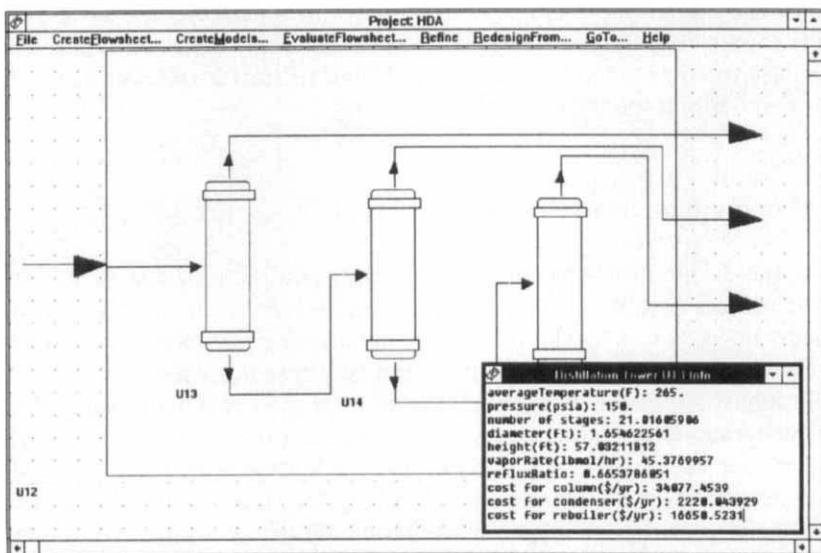 Project: HDA
File CreateFlowsheet... CreateModels... EvaluateFlowsheet... Refine RedesignFrom... GoTo... Help
U13
U14
U12
Distillation Tower U13 Info
averageTemperature(F): 265.
pressure(psia): 150.
number of stages: 21.01605906
diameter(ft): 1.654622561
height(ft): 57.03211812
vaporRate(lbmol/hr): 45.3769957
refluxRatio: 0.6653786051
cost for column($/yr): 34077.4539
cost for condenser($/yr): 2220.043929
cost for reboiler($/yr): 16650.5231